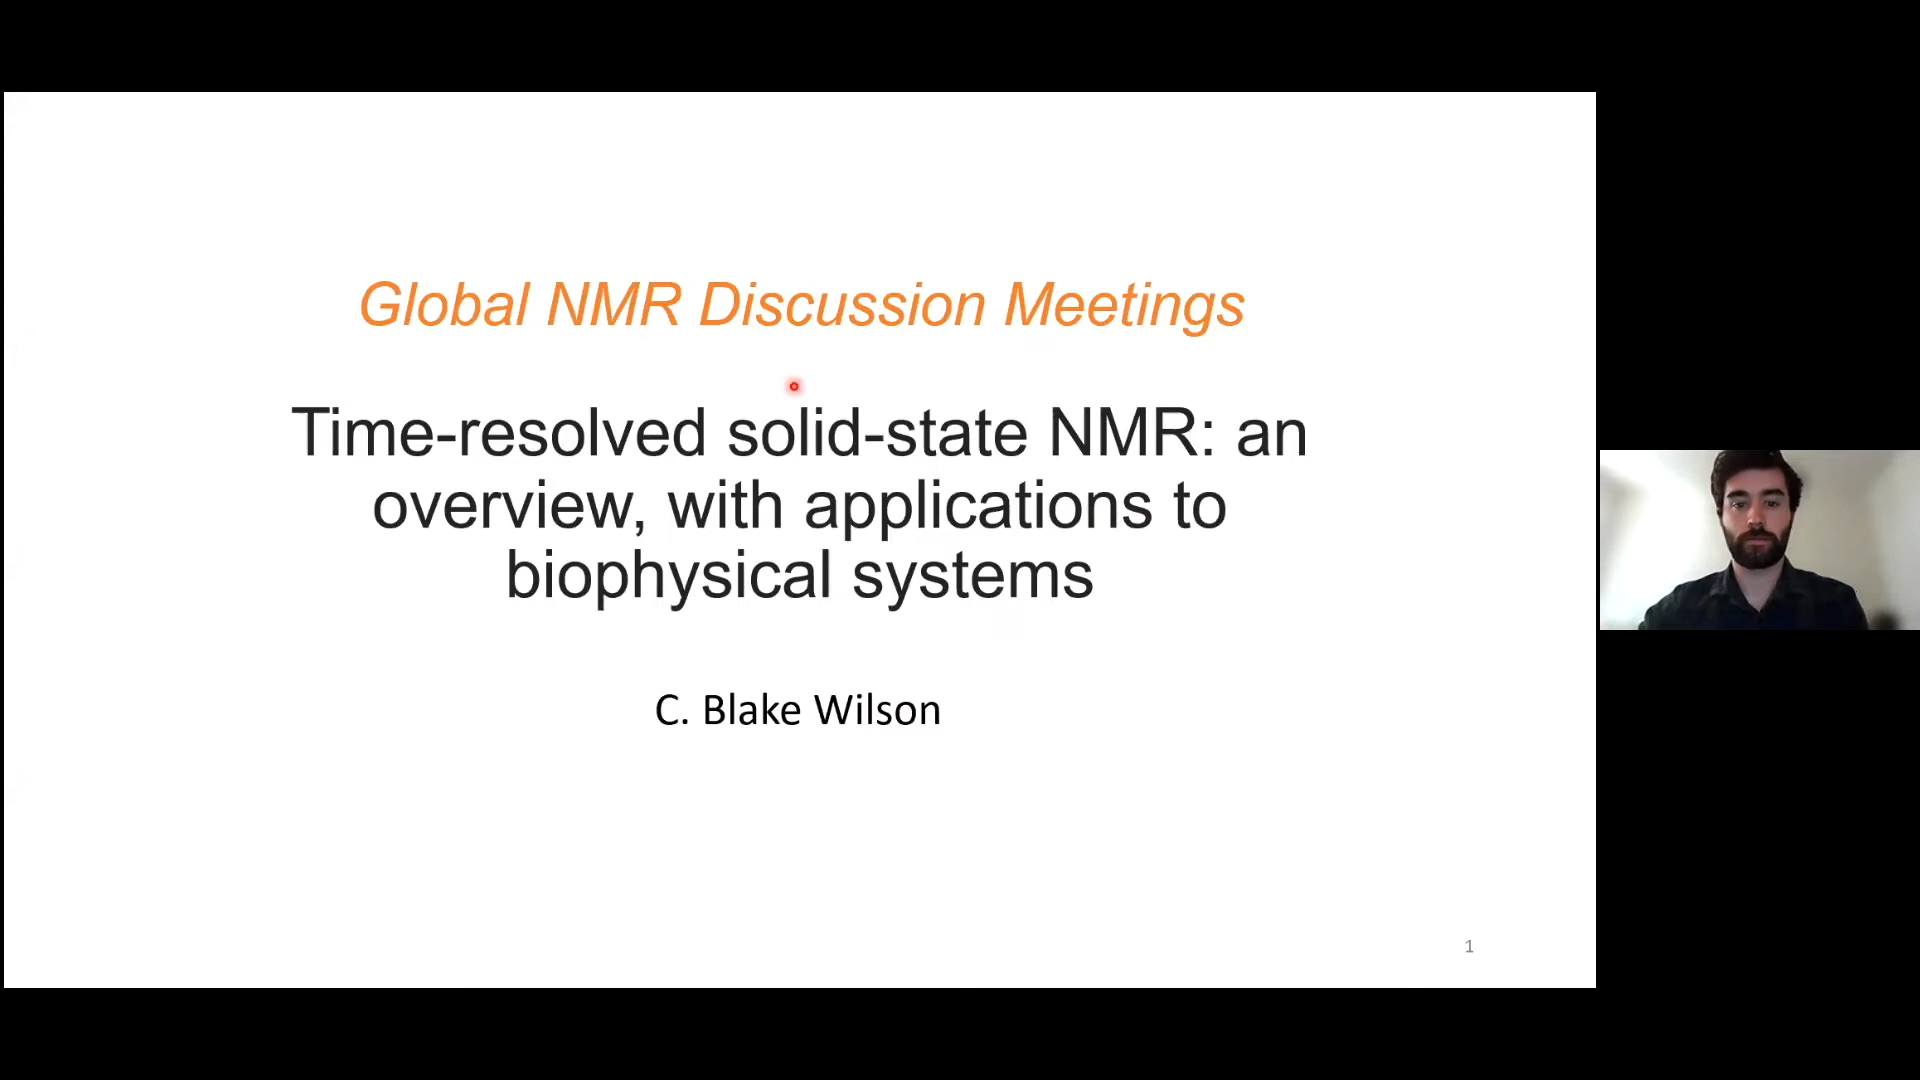 Global NMR Discussion Meetings
Time-resolved solid-state NMR: an
overview, with applications to
biophysical systems
C. Blake Wilson
1